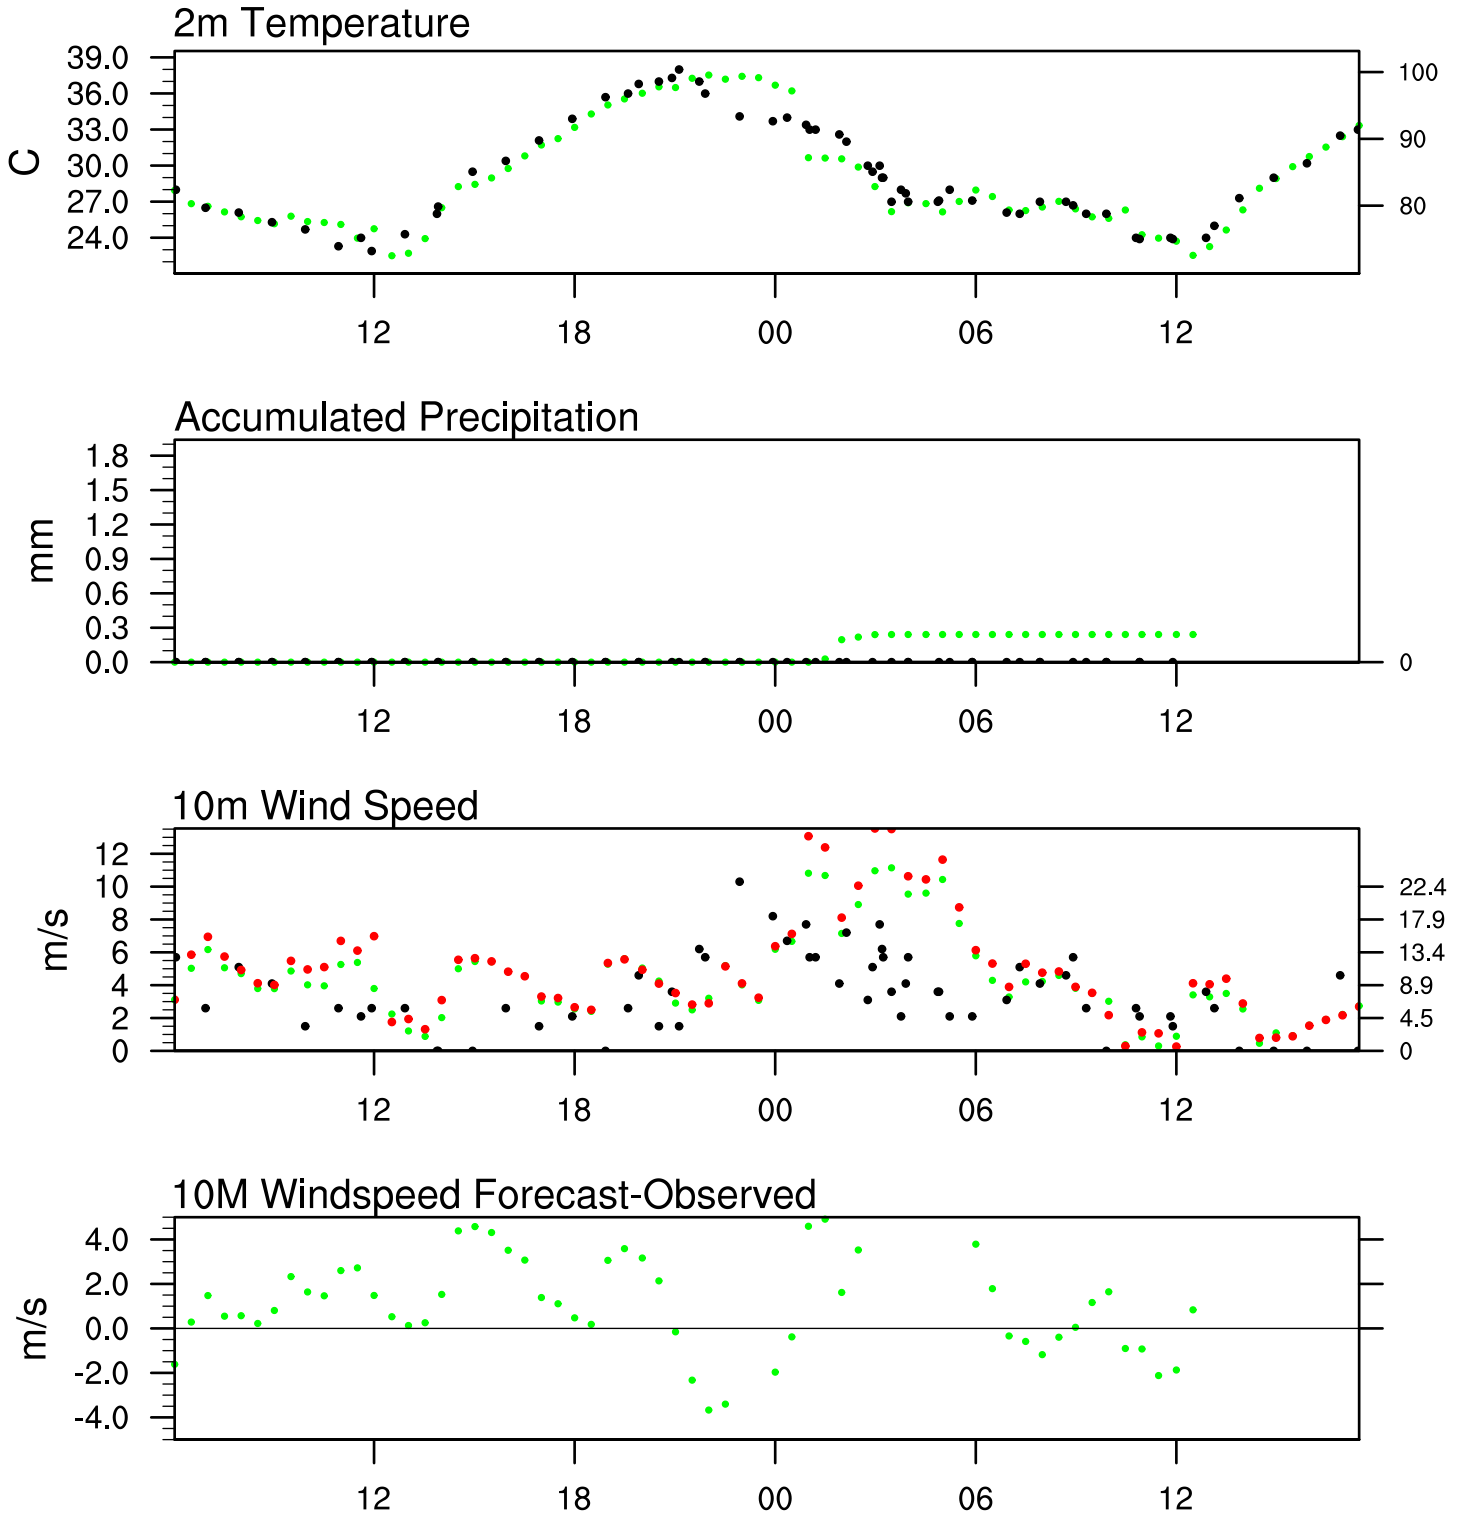 2m Temperature
39.0
36.0
33.0
30.0
27.0
24.0
C
100
90
80
12 18 00 06 12
Accumulated Precipitation
1.8
1.5
1.2
0.9
0.6
0.3
0.0
mm
0
12 18 00 06 12
10m Wind Speed
12
10
8
6
4
2
0
m/s
22.4
17.9
13.4
8.9
4.5
0
12 18 00 06 12
10M Windspeed Forecast-Observed
4.0
2.0
0.0
-2.0
-4.0
m/s
12 18 00 06 12